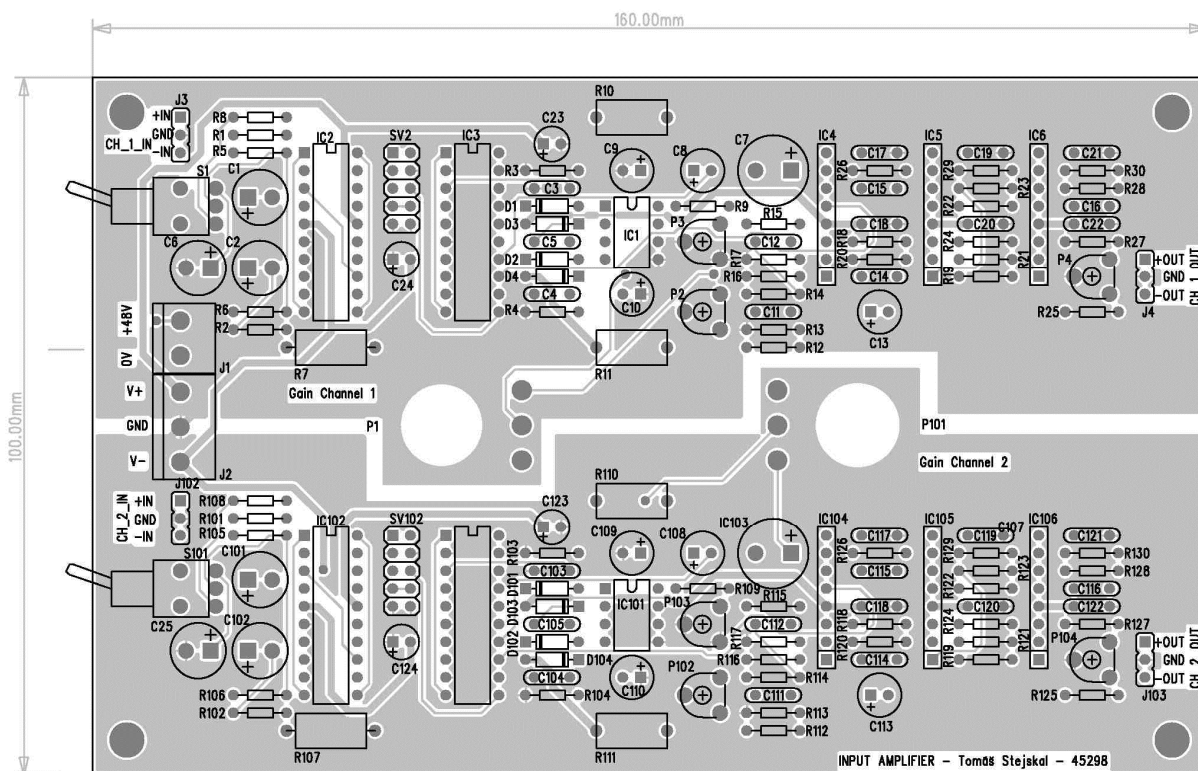 160.00mm
100.00mm
J3
+IN
GND
-IN
CH_1_IN
R8
R1
R5
C1
S1
C6
C2
R6
R2
+48V
0V
J1
V+
GND
V-
J2
IC2
SV2
IC3
C24
R7
Gain Channel 1
P1
C23
R3
C3
D1
D3
C5
D2
D4
C4
R4
R10
C9
C8
C7
R9
P3
IC1
C10
P2
R11
R15
C12
R17
R16
R14
C11
R13
R12
IC4
R26
C17
C15
R18
C18
R20
C14
C13
IC5
R29
C19
R22
R24
C20
R19
IC6
R23
R21
C21
R30
R28
C16
C22
R27
P4
R25
+OUT
GND
-OUT
CH_1_OUT
J4
P101
Gain Channel 2
J102
+IN
GND
-IN
CH_2_IN
R108
R101
R105
C101
S101
C25
C102
R106
R102
IC102
SV102
C124
R107
C123
R103
C103
D101
D103
C105
D102
D104
C104
R104
R110
C109
C108
IC103
R109
P103
IC101
C110
P102
R111
R115
C112
R117
R116
R114
C111
R113
R112
IC104
R126
C117
C115
R118
C118
R120
C114
C113
IC105
R129
C119
C107
R122
R124
C120
R119
IC106
R123
R121
C121
R130
R128
C116
C122
R127
P104
R125
+OUT
GND
-OUT
CH_2_OUT
J103
INPUT AMPLIFIER - Tomáš Stejskal - 45298